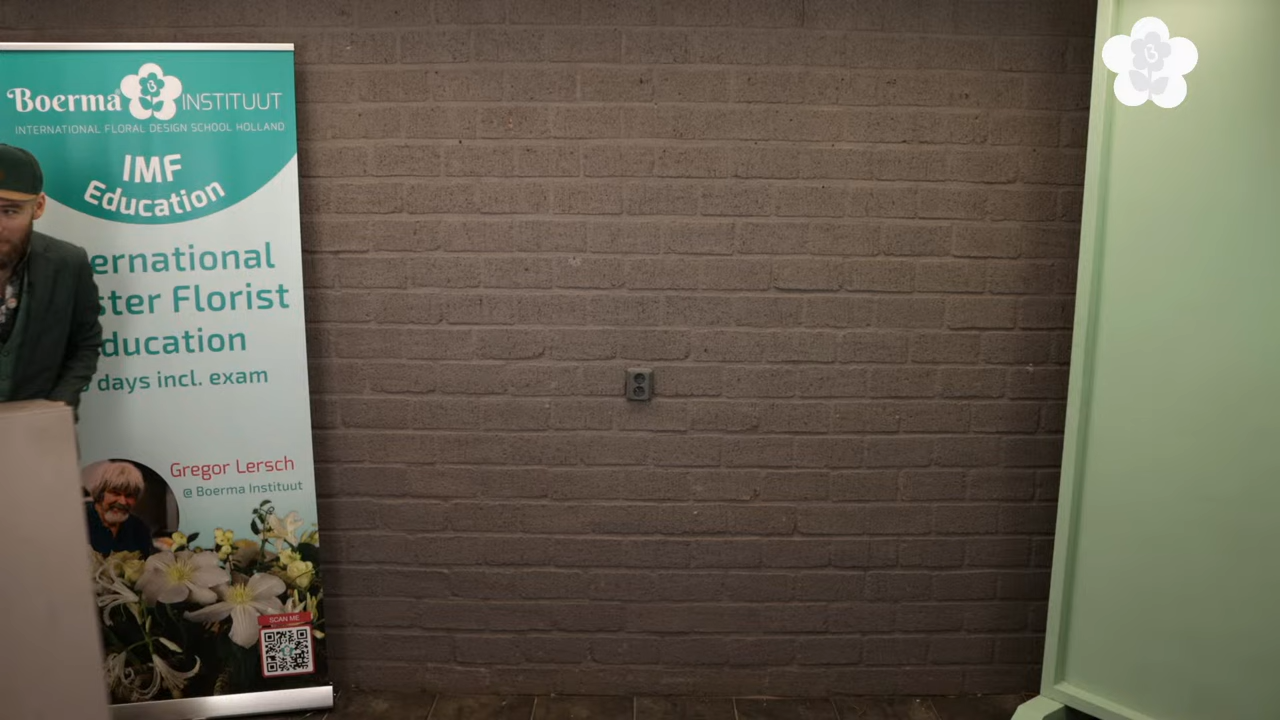 Boerma INSTITUUT
INTERNATIONAL FLORAL DESIGN SCHOOL HOLLAND
IMF
Education
ernational
ster Florist
ducation
days incl. exam
Gregor Lersch
@ Boerma Instituut
SCAN ME